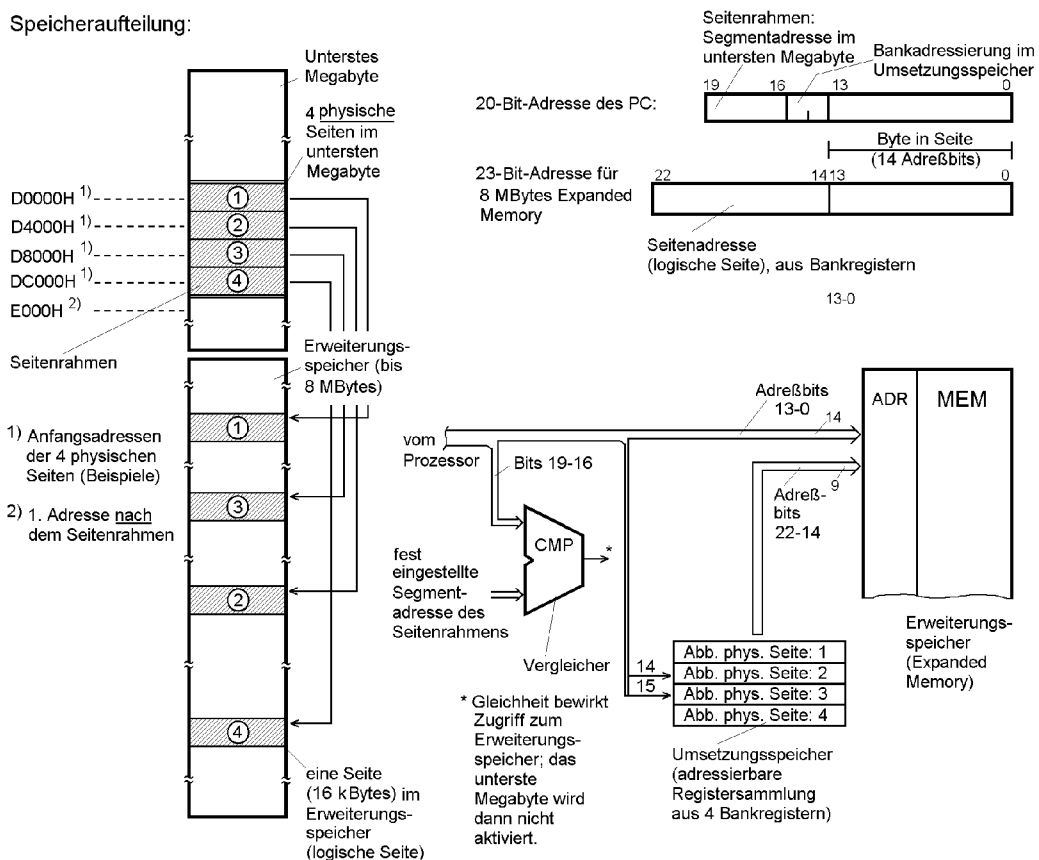 Speicheraufteilung:
Unterstes
Megabyte
4 physische
Seiten im
untersten
Megabyte
D0000H 1)
D4000H 1)
D8000H 1)
DC000H 1)
E000H 2)
1
2
3
4
Seitenrahmen
Erweiterungs-
speicher (bis
8 MBytes)
1
3
2
4
1) Anfangsadressen
der 4 physischen
Seiten (Beispiele)
2) 1. Adresse nach
dem Seitenrahmen
eine Seite
(16 kBytes) im
Erweiterungs-
speicher
(logische Seite)
Seitenrahmen:
Segmentadresse im
untersten Megabyte
Bankadressierung im
Umsetzungsspeicher
19 16 13 0
20-Bit-Adresse des PC:
Byte in Seite
(14 Adreßbits)
23-Bit-Adresse für
8 MBytes Expanded
Memory
22 14 13 0
Seitenadresse
(logische Seite), aus Bankregistern
13-0
Adreßbits
13-0
14
ADR
MEM
vom
Prozessor
Bits 19-16
9
Adreß-
bits
22-14
CMP
*
fest
eingestellte
Segment-
adresse des
Seitenrahmens
Vergleicher
Erweiterungs-
speicher
(Expanded
Memory)
14
15
Abb. phys. Seite: 1
Abb. phys. Seite: 2
Abb. phys. Seite: 3
Abb. phys. Seite: 4
* Gleichheit bewirkt
Zugriff zum
Erweiterungs-
speicher; das
unterste
Megabyte wird
dann nicht
aktiviert.
Umsetzungsspeicher
(adressierbare
Registersammlung
aus 4 Bankregistern)